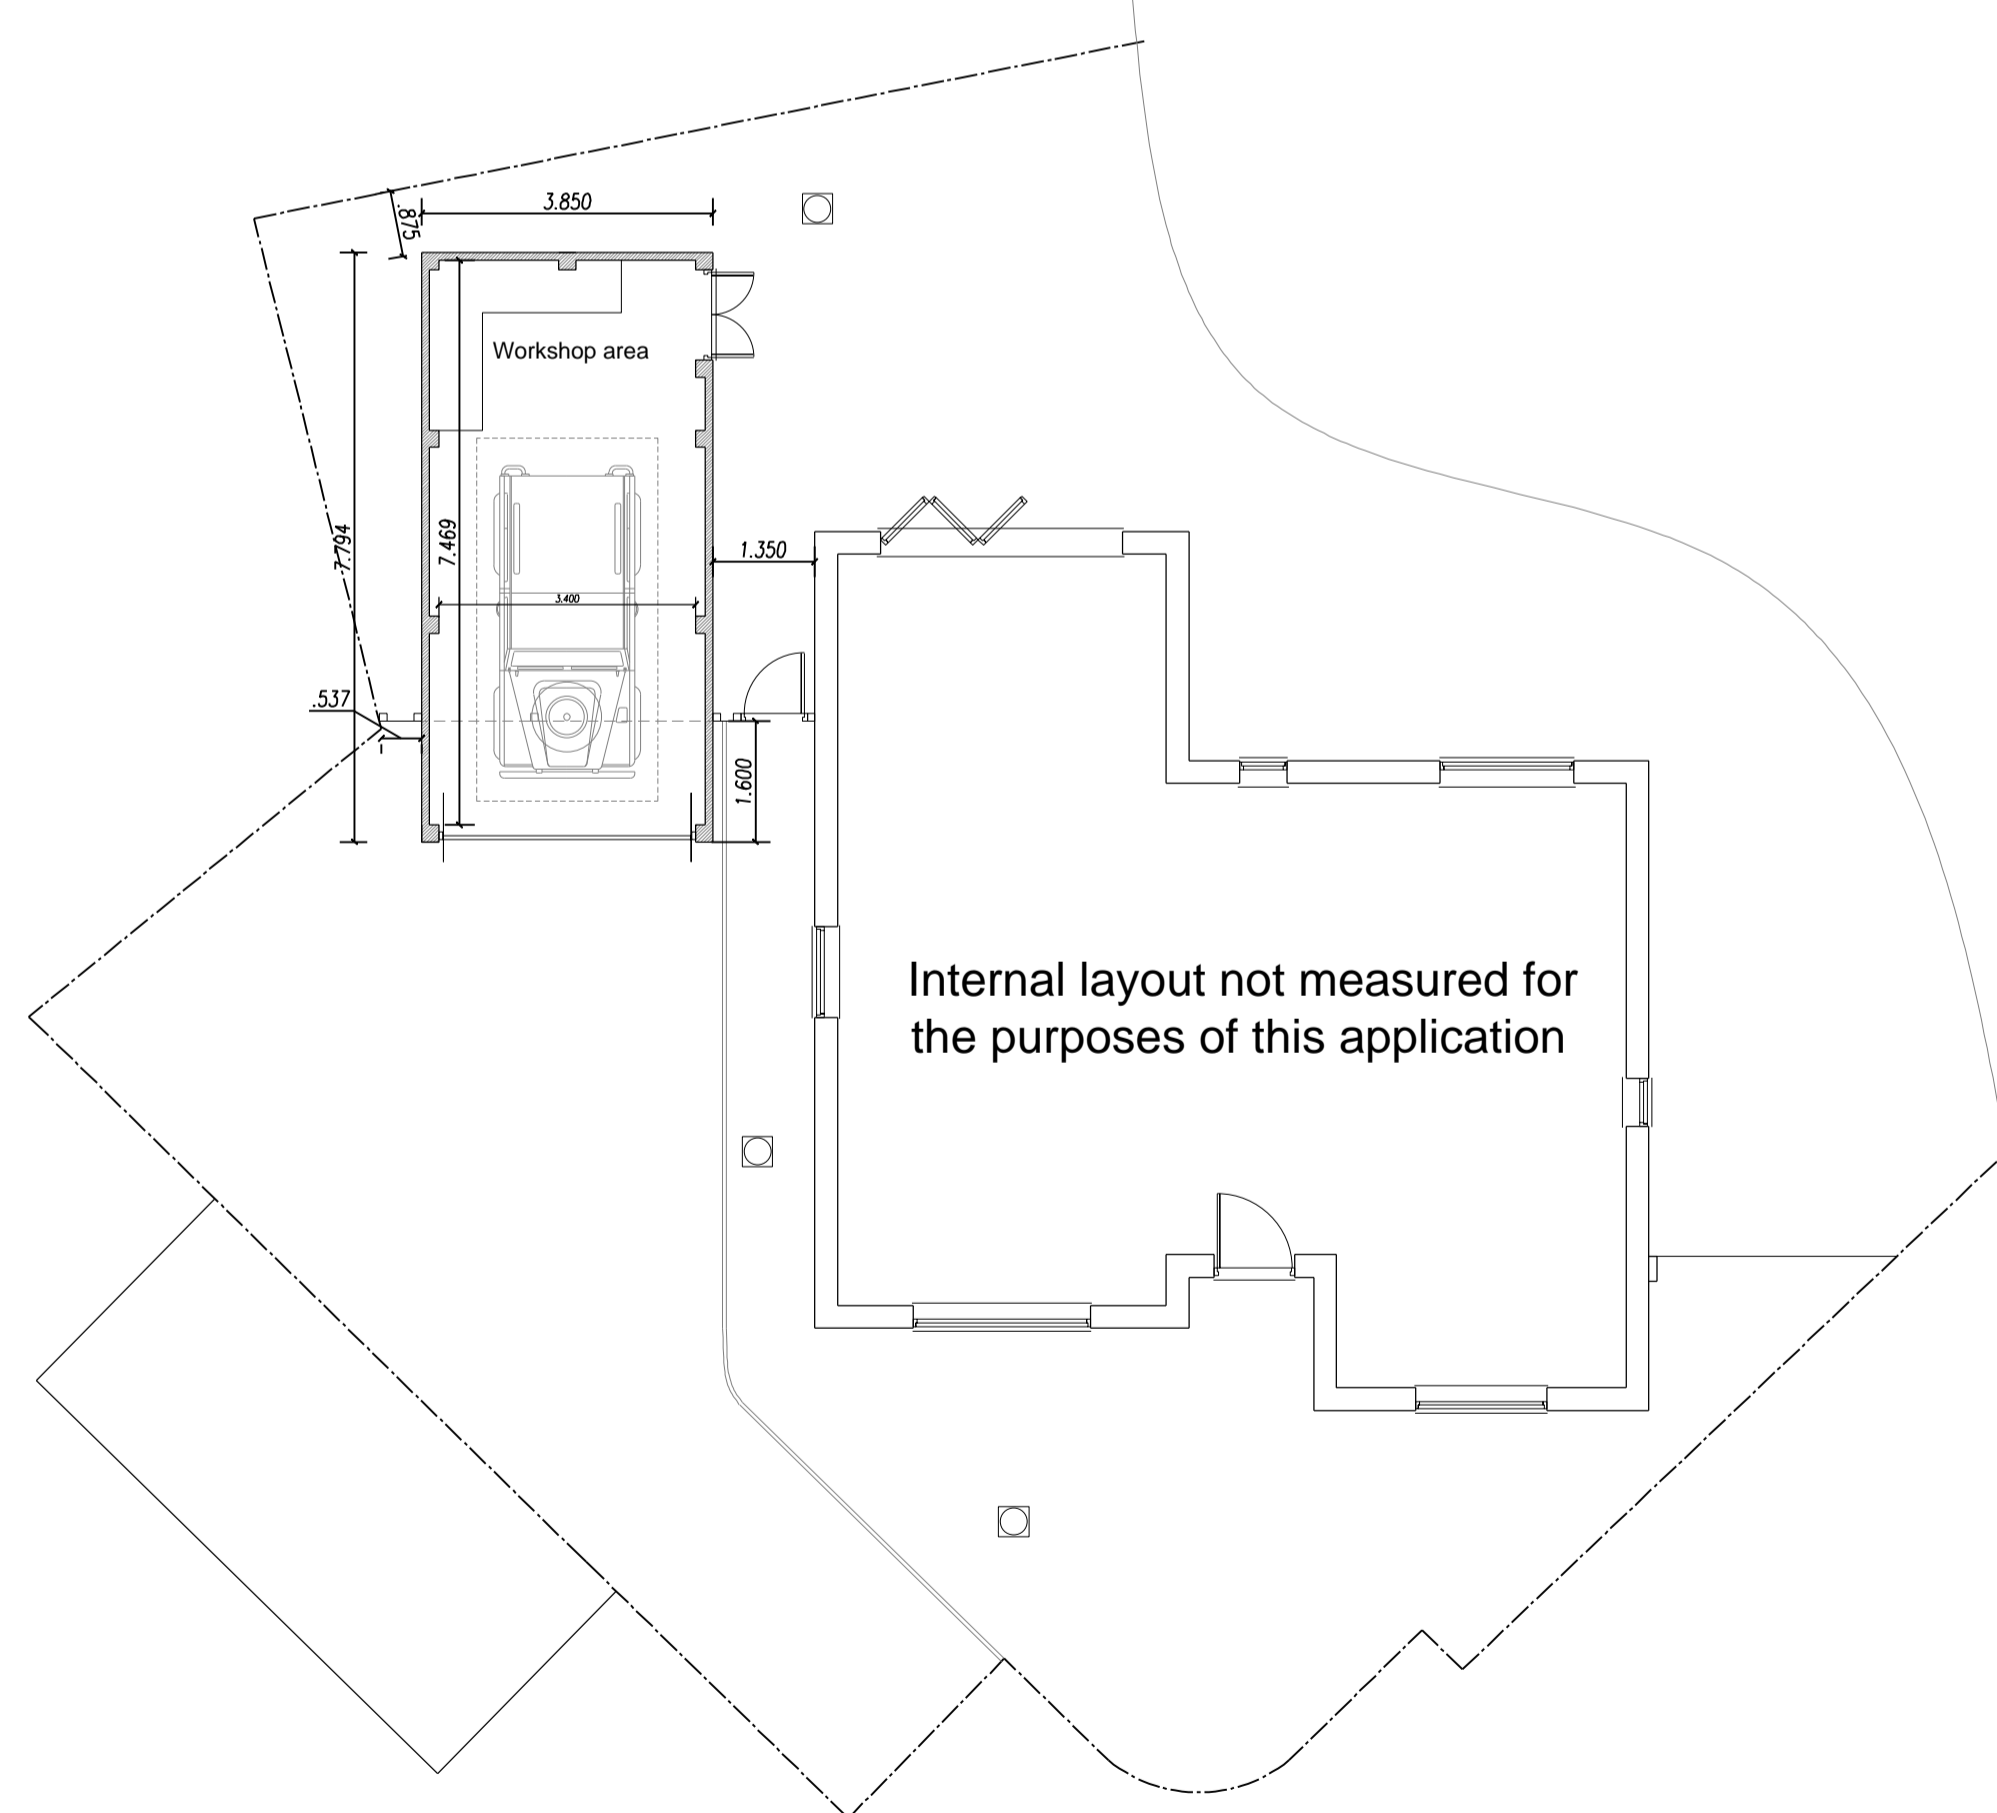 3.850
.875
Workshop area
7.794
7.469
1.350
3.400
.537
1.600
Internal layout not measured for
the purposes of this application